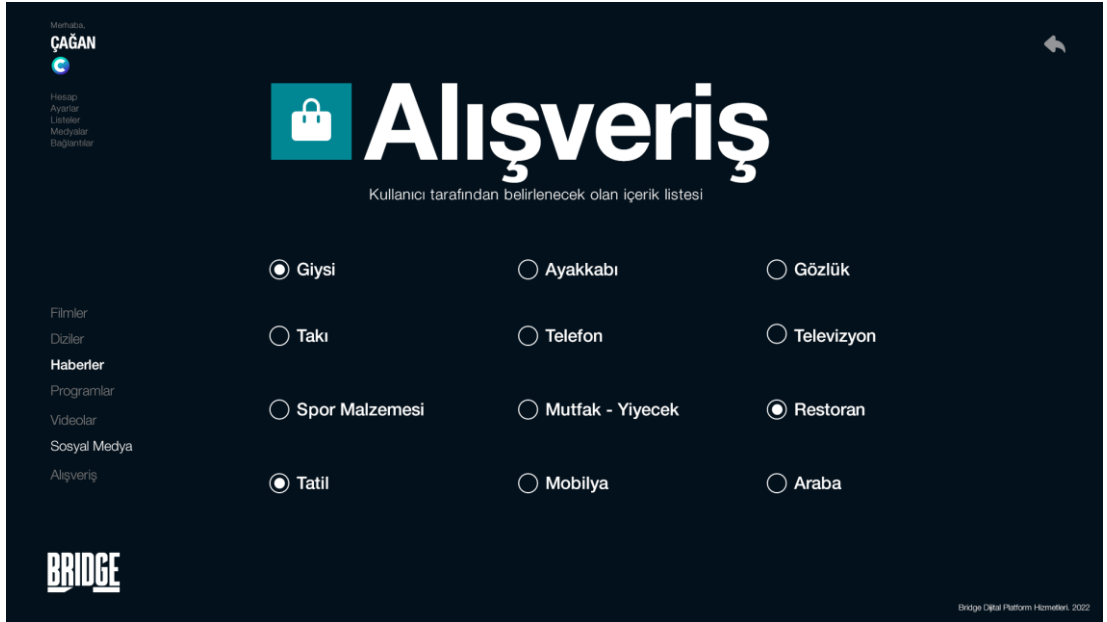 Merhaba,
ÇAĞAN
Hesap
Ayarlar
Listeler
Medyalar
Bağlantılar
Alışveriş
Kullanıcı tarafından belirlenecek olan içerik listesi
Giysi
Ayakkabı
Gözlük
Takı
Telefon
Televizyon
Spor Malzemesi
Mutfak - Yiyecek
Restoran
Tatil
Mobilya
Araba
Filmler
Diziler
Haberler
Programlar
Videolar
Sosyal Medya
Alışveriş
BRIDGE
Bridge Dijital Platform Hizmetleri. 2022